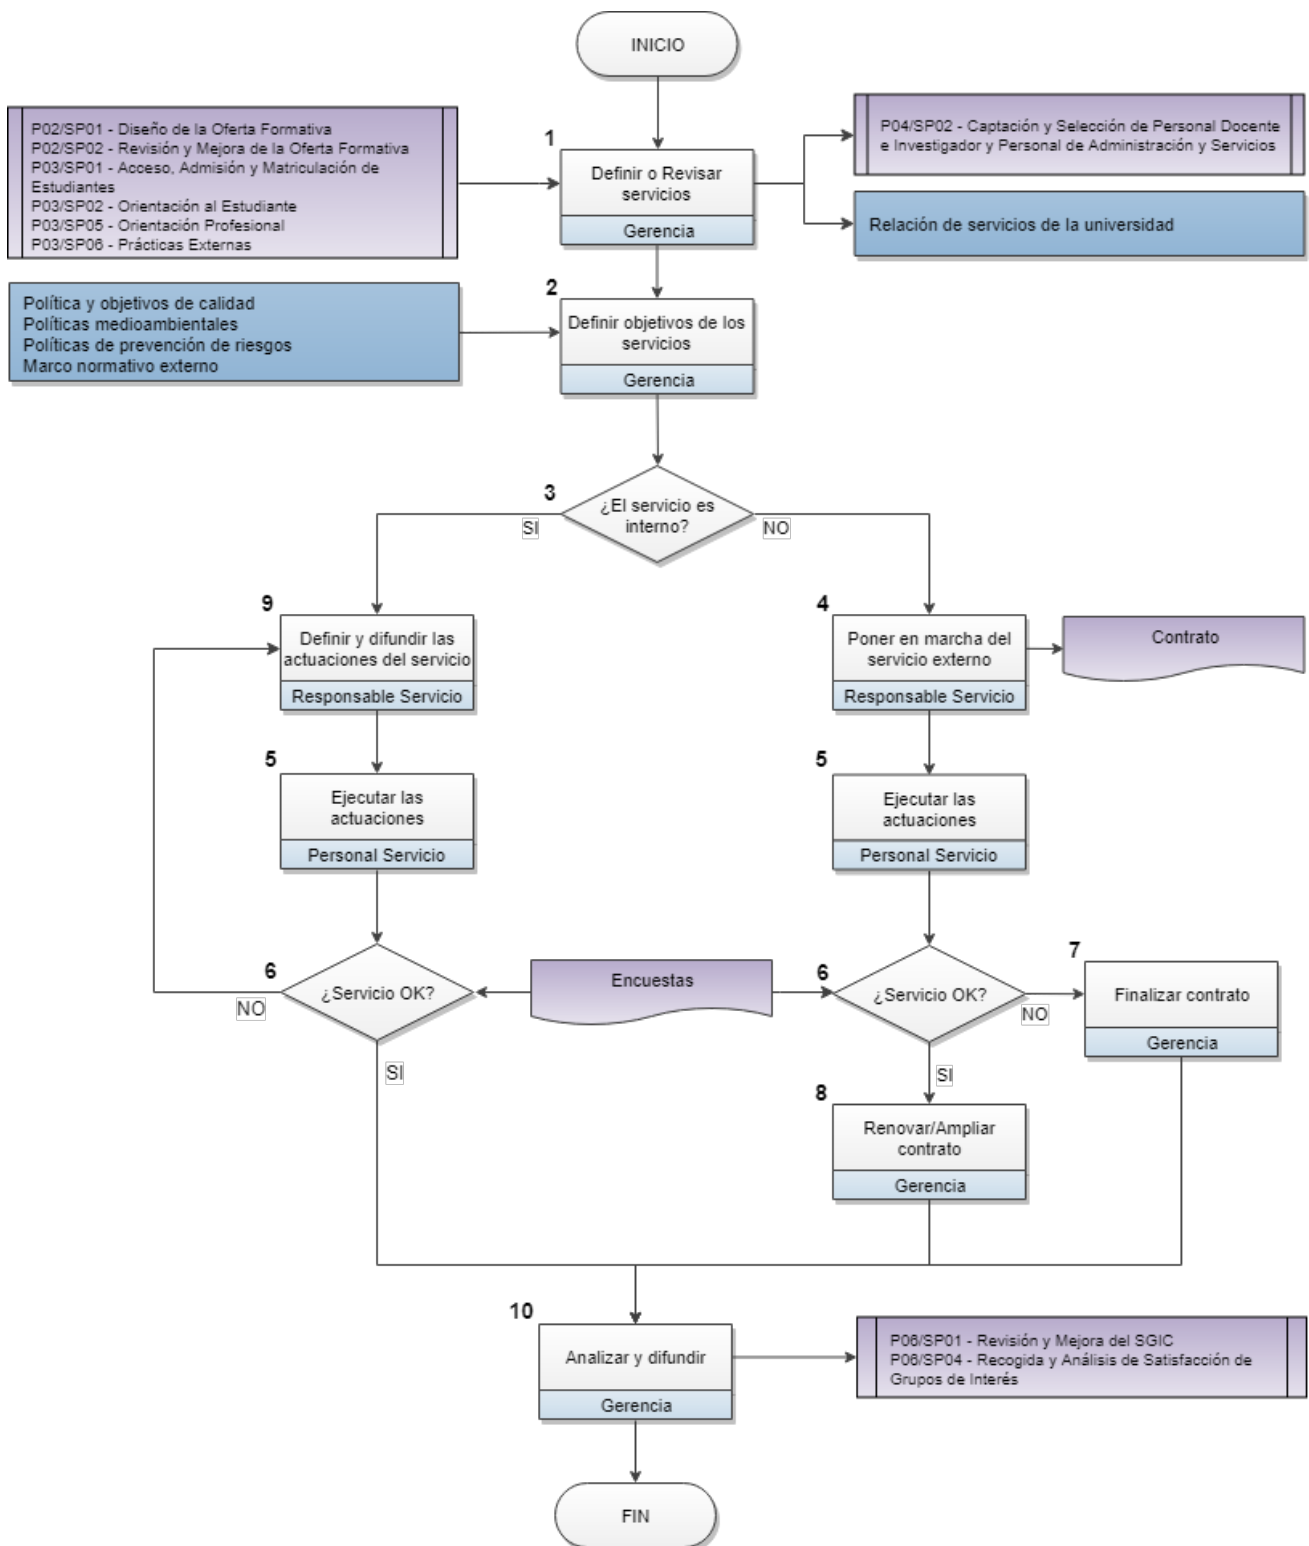 INICIO
P02/SP01 - Diseño de la Oferta Formativa
P02/SP02 - Revisión y Mejora de la Oferta Formativa
P03/SP01 - Acceso, Admisión y Matriculación de
Estudiantes
P03/SP02 - Orientación al Estudiante
P03/SP05 - Orientación Profesional
P03/SP06 - Prácticas Externas
1
Definir o Revisar
servicios
Gerencia
P04/SP02 - Captación y Selección de Personal Docente
e Investigador y Personal de Administración y Servicios
Relación de servicios de la universidad
Política y objetivos de calidad
Políticas medioambientales
Políticas de prevención de riesgos
Marco normativo externo
2
Definir objetivos de los
servicios
Gerencia
3
¿El servicio es
interno?
SI
NO
9
Definir y difundir las
actuaciones del servicio
Responsable Servicio
4
Poner en marcha del
servicio externo
Responsable Servicio
Contrato
5
Ejecutar las
actuaciones
Personal Servicio
5
Ejecutar las
actuaciones
Personal Servicio
6
¿Servicio OK?
NO
SI
Encuestas
6
¿Servicio OK?
NO
SI
7
Finalizar contrato
Gerencia
8
Renovar/Ampliar
contrato
Gerencia
10
Analizar y difundir
Gerencia
P06/SP01 - Revisión y Mejora del SGIC
P06/SP04 - Recogida y Análisis de Satisfacción de
Grupos de Interés
FIN